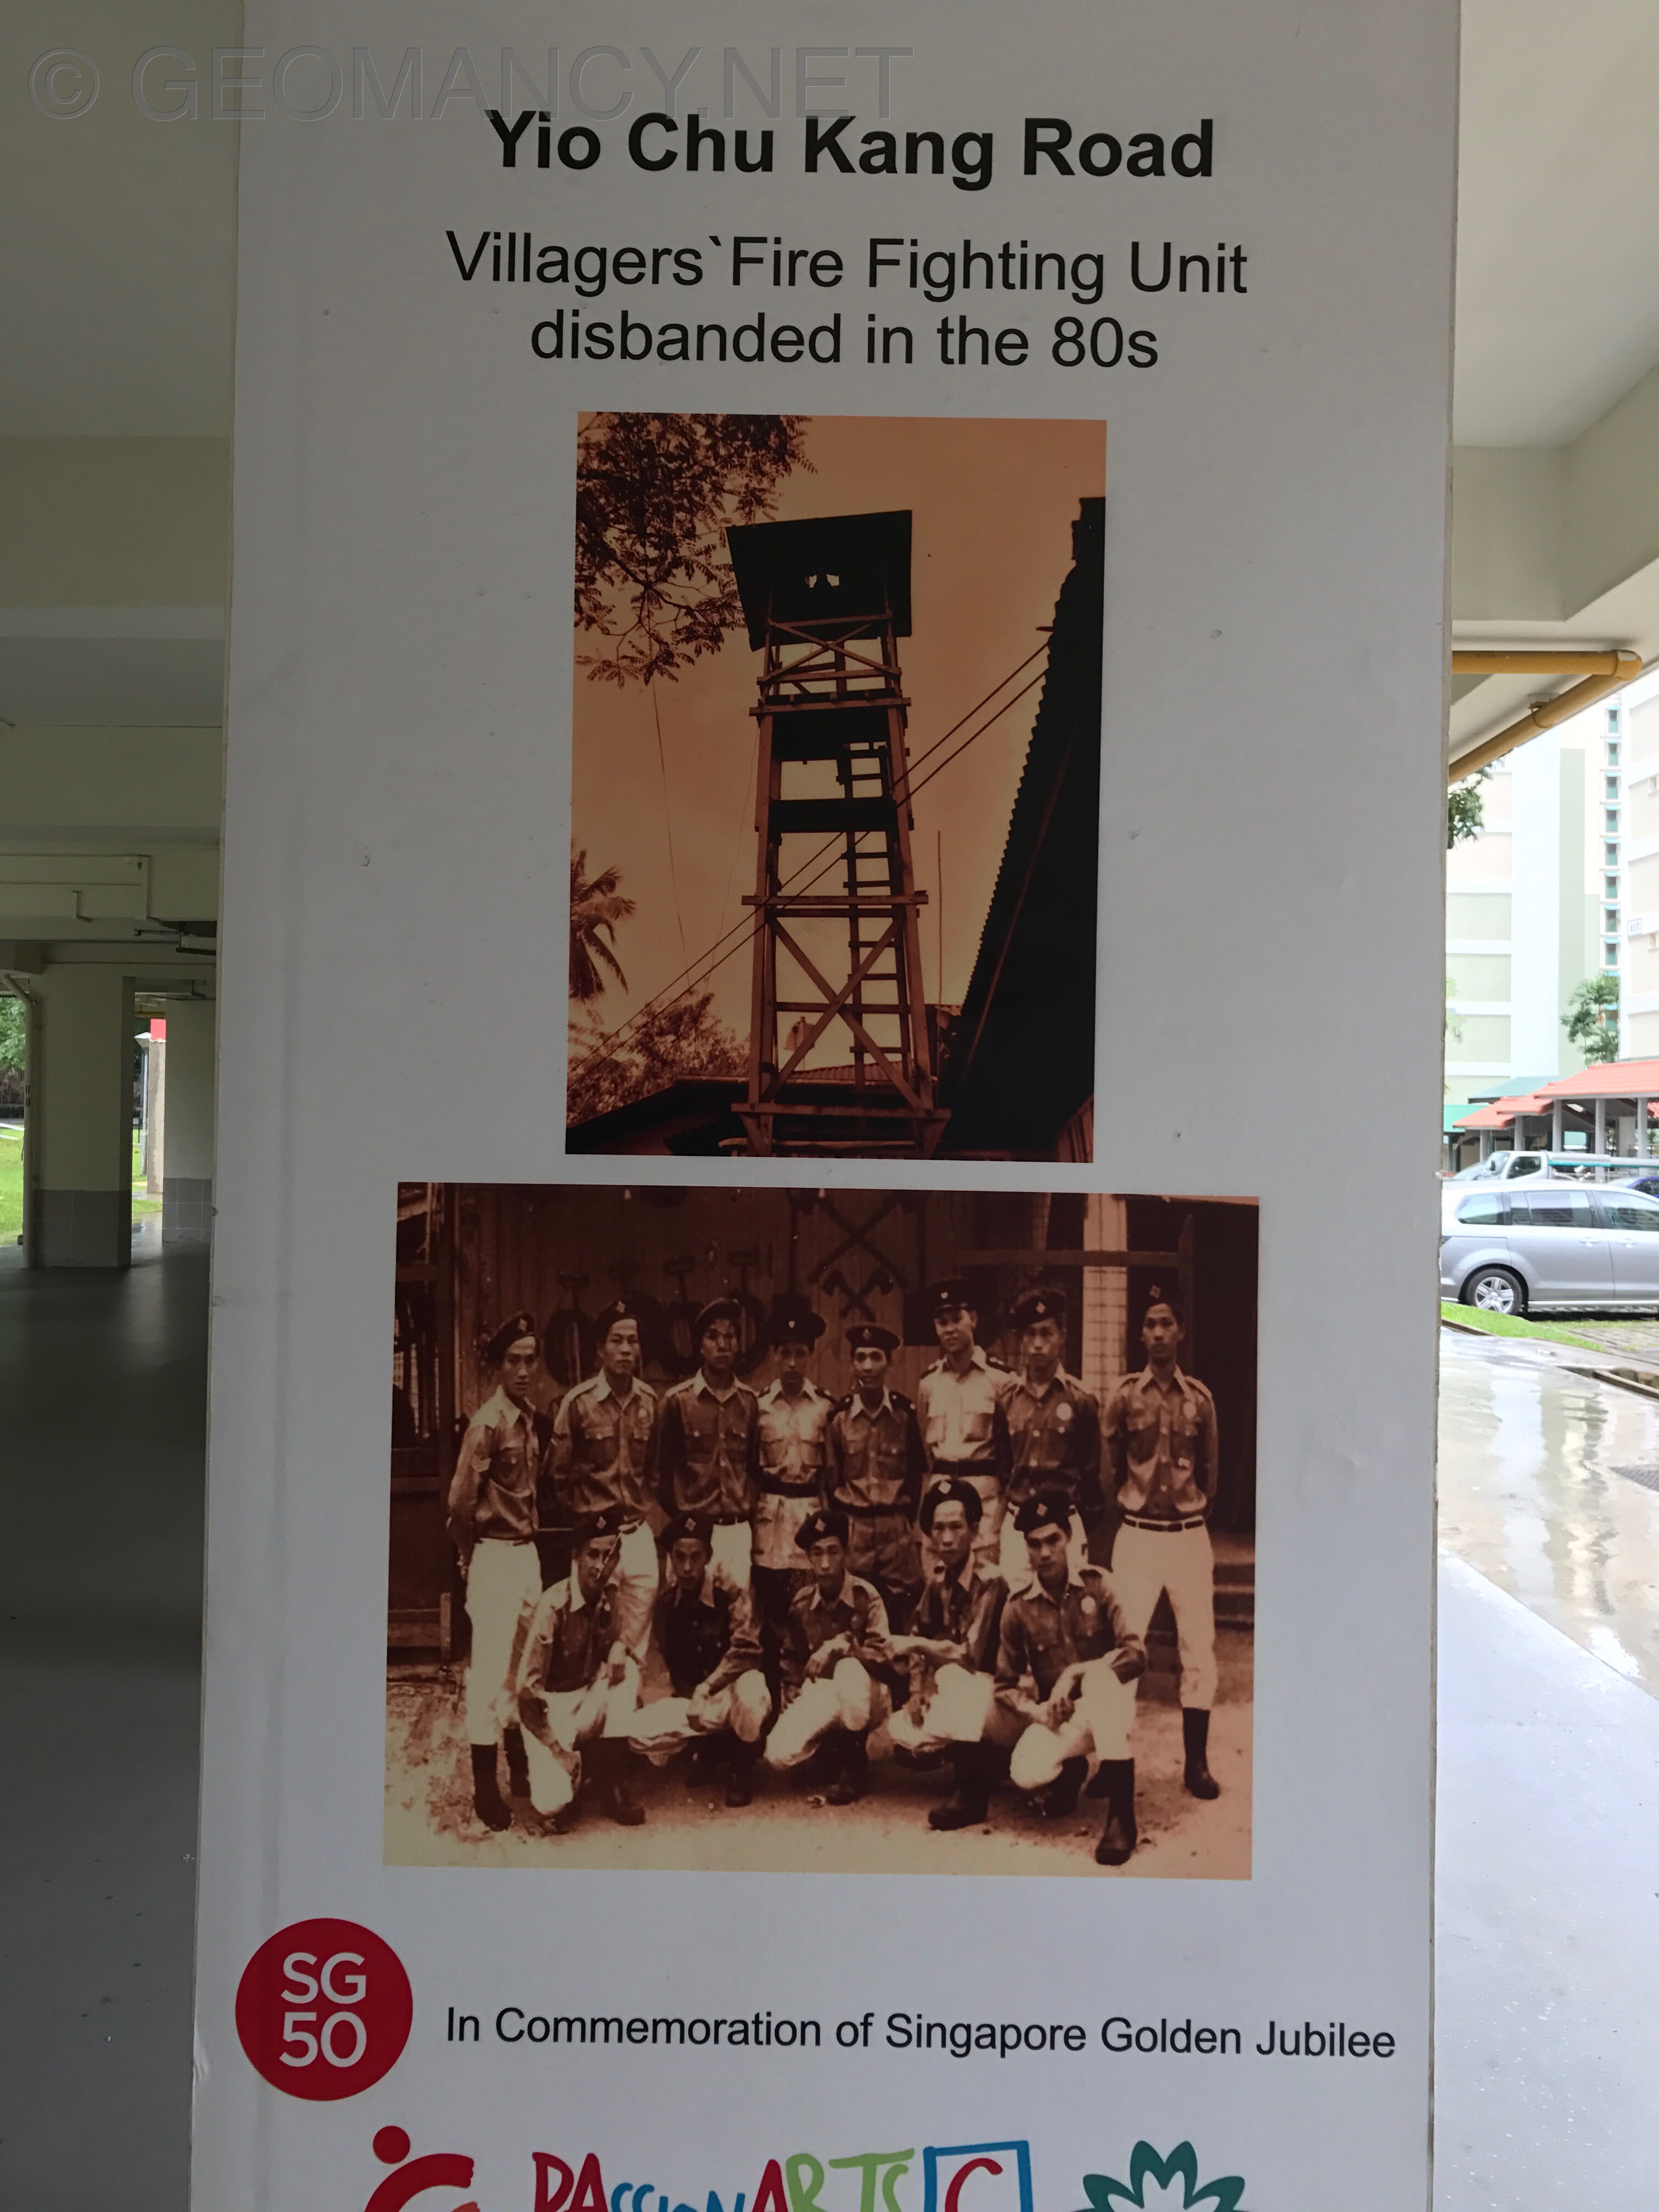 © GEOMANCY.NET
Yio Chu Kang Road
Villagers`Fire Fighting Unit
disbanded in the 80s
SG
50
In Commemoration of Singapore Golden Jubilee
PASSIONARTS
C